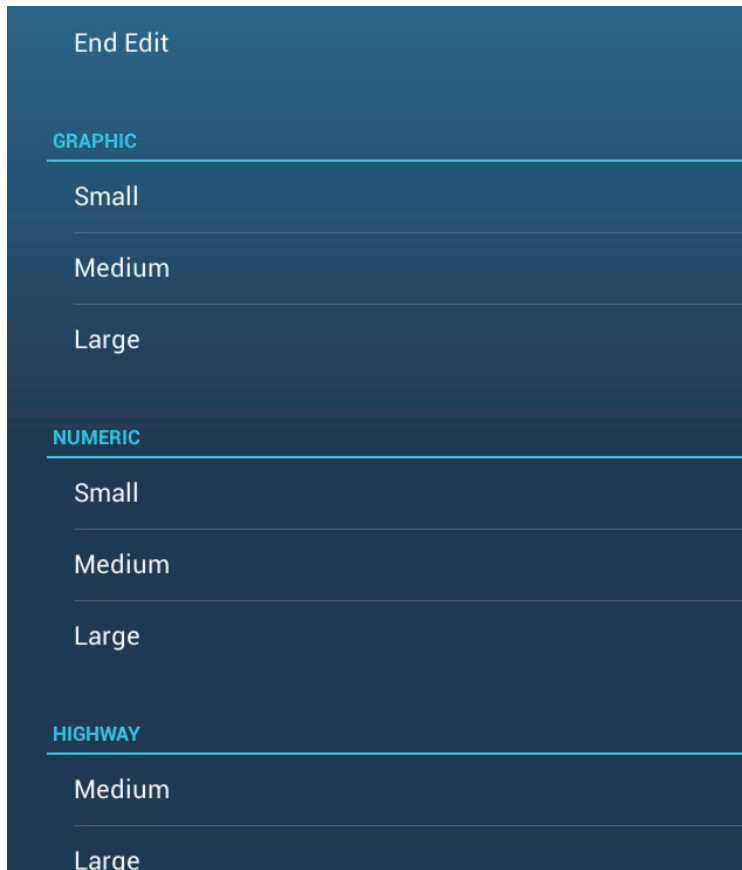 End Edit
GRAPHIC
Small
Medium
Large
NUMERIC
Small
Medium
Large
HIGHWAY
Medium
Large